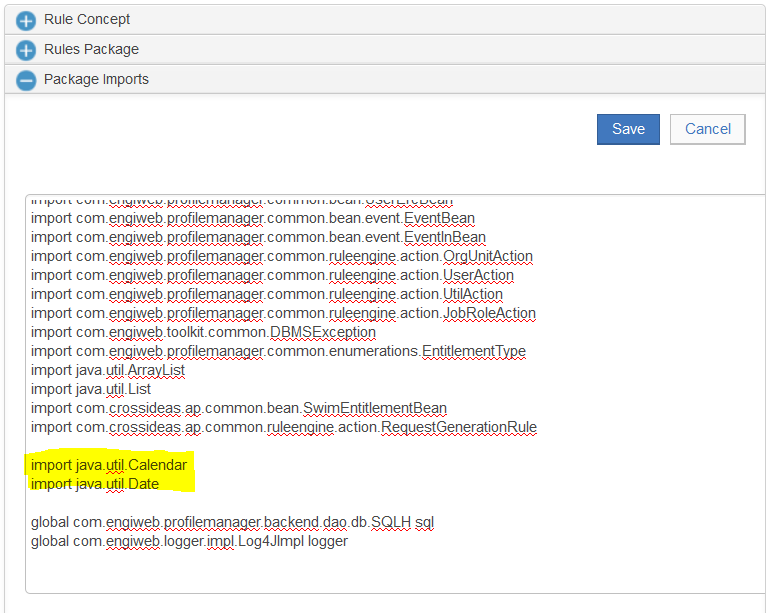 Rule Concept
Rules Package
Package Imports
Save
Cancel
import com.engiweb.profilemanager.common.bean.UserErcBean
import com.engiweb.profilemanager.common.bean.event.EventBean
import com.engiweb.profilemanager.common.bean.event.EventInBean
import com.engiweb.profilemanager.common.ruleengine.action.OrgUnitAction
import com.engiweb.profilemanager.common.ruleengine.action.UserAction
import com.engiweb.profilemanager.common.ruleengine.action.UtilAction
import com.engiweb.profilemanager.common.ruleengine.action.JobRoleAction
import com.engiweb.toolkit.common.DBMSException
import com.engiweb.profilemanager.common.enumerations.EntitlementType
import java.util.ArrayList
import java.util.List
import com.crossideas.ap.common.bean.SwimEntitlementBean
import com.crossideas.ap.common.ruleengine.action.RequestGenerationRule
import java.util.Calendar
import java.util.Date
global com.engiweb.profilemanager.backend.dao.db.SQLH sql
global com.engiweb.logger.impl.Log4JImpl logger